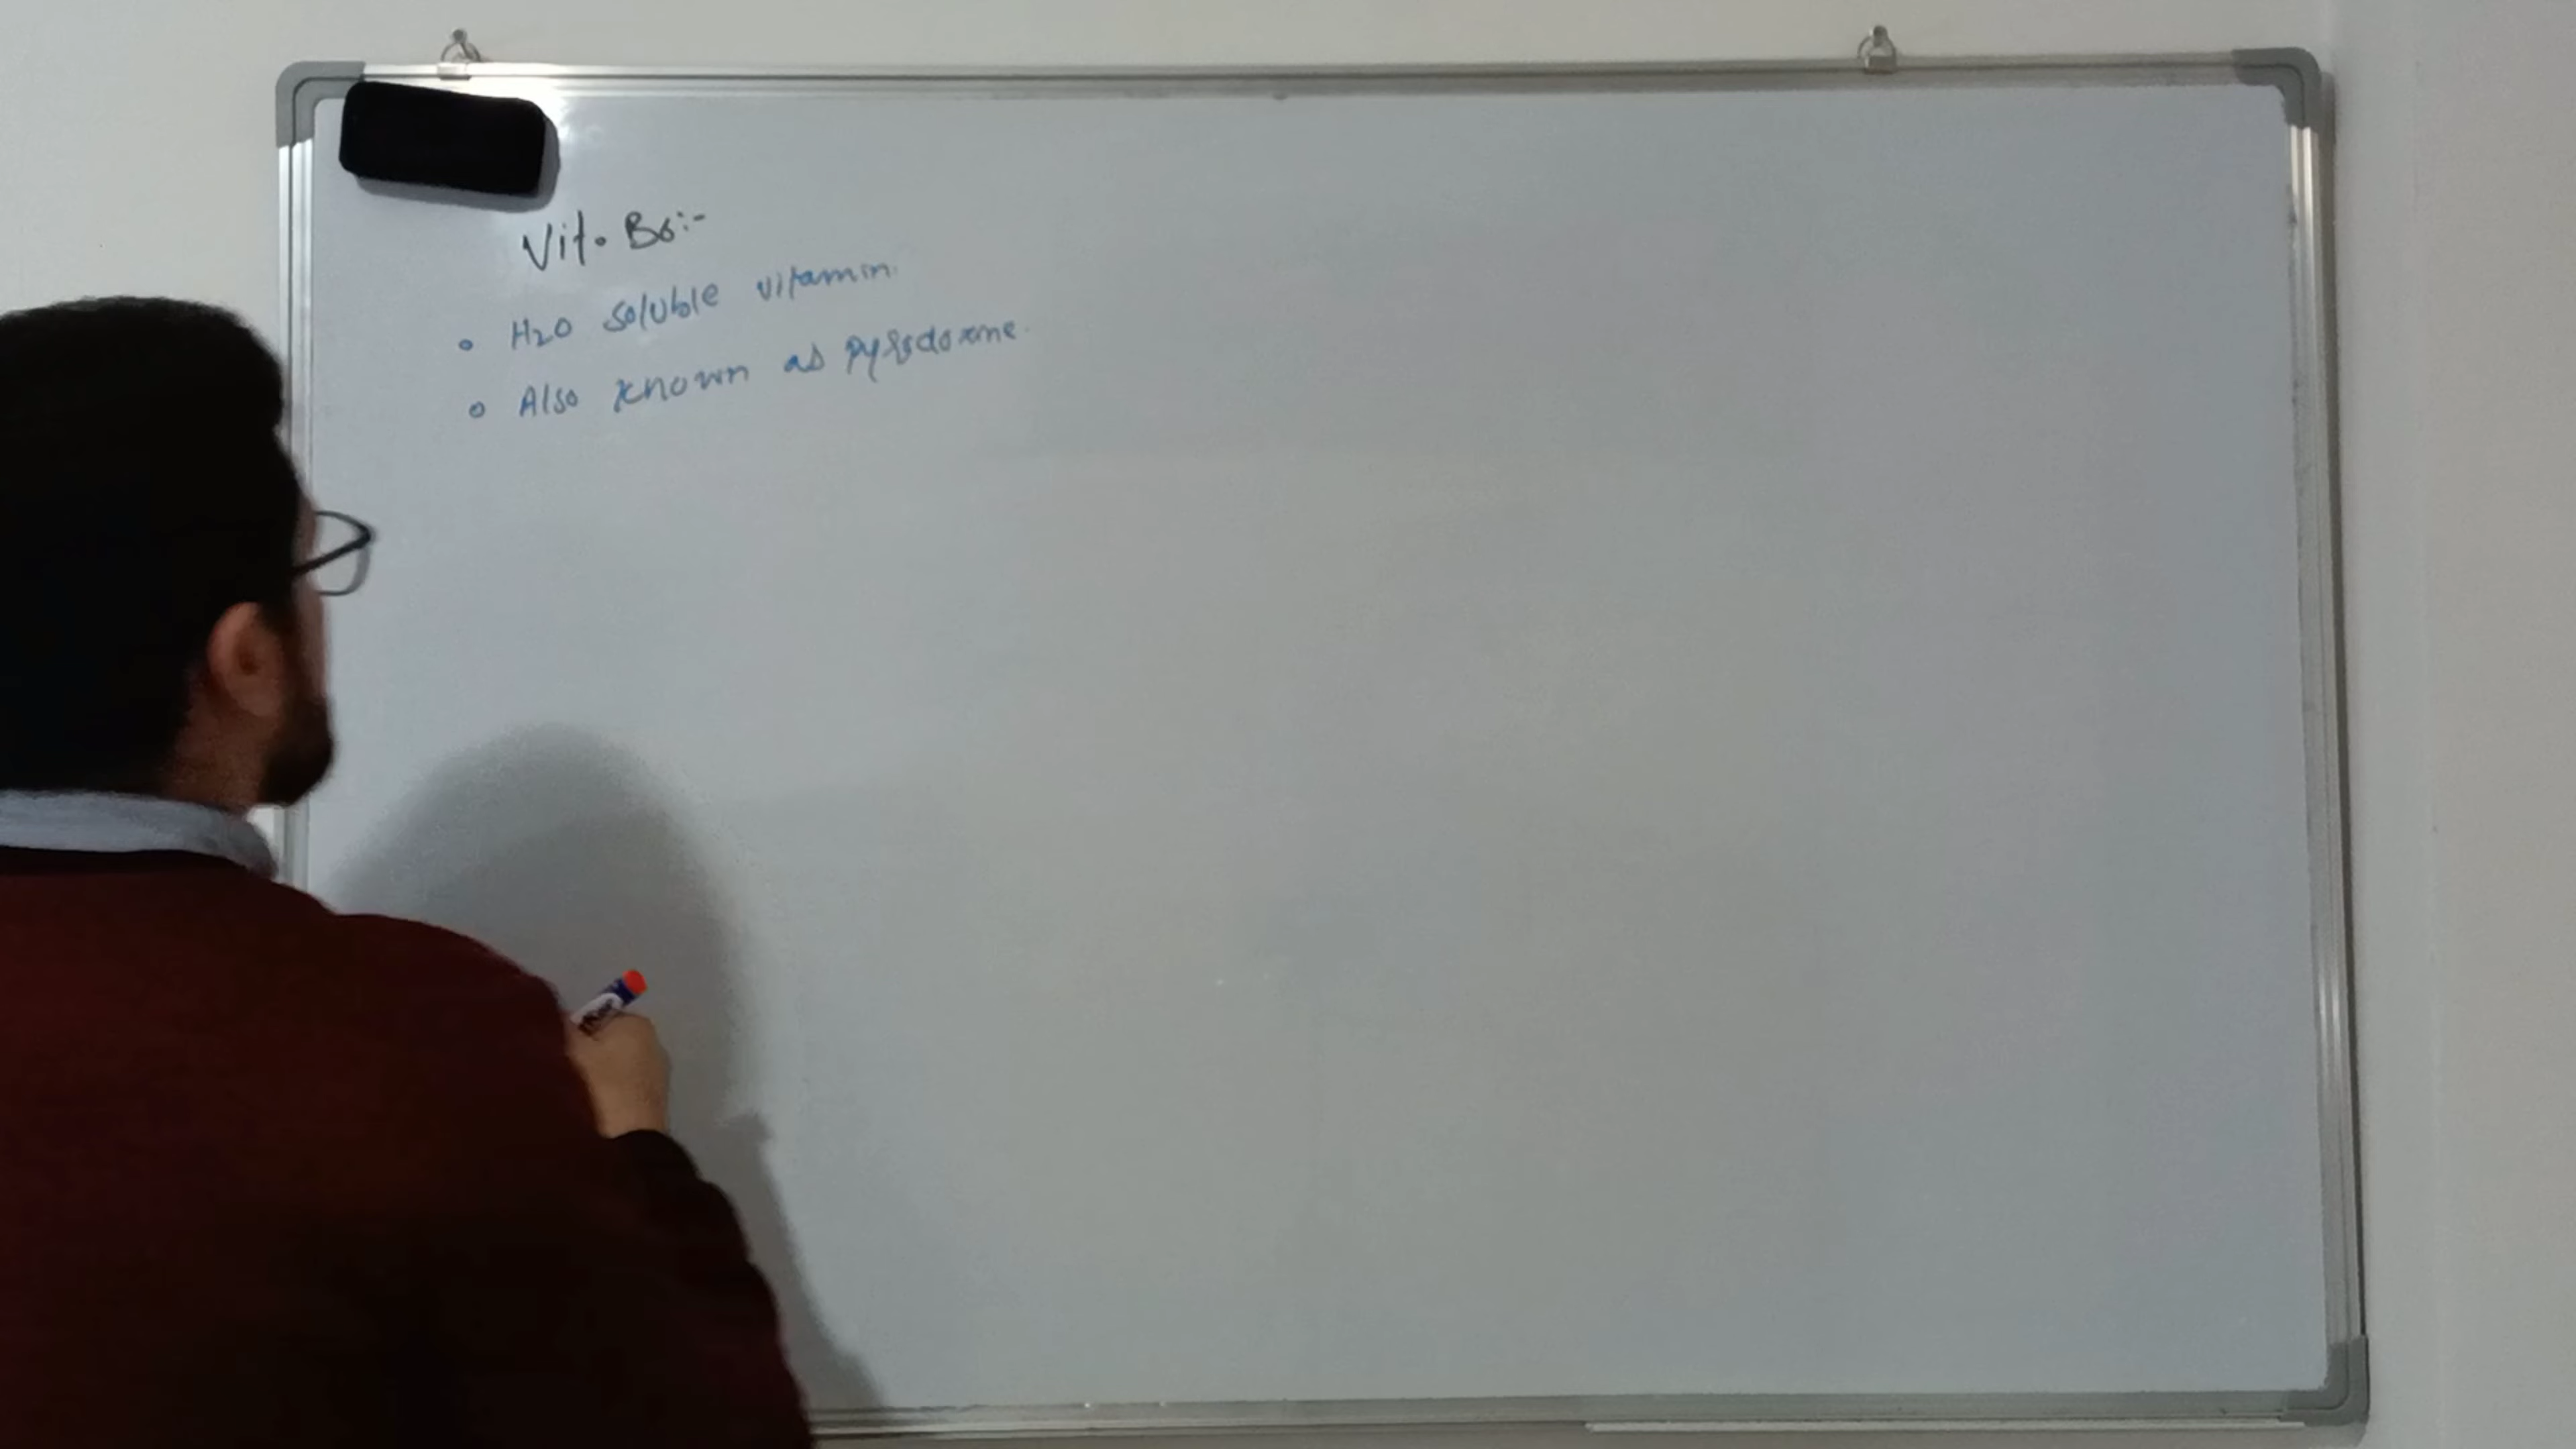 Vit. B6:-
• H2O soluble vitamin.
• Also known as pyridoxine.